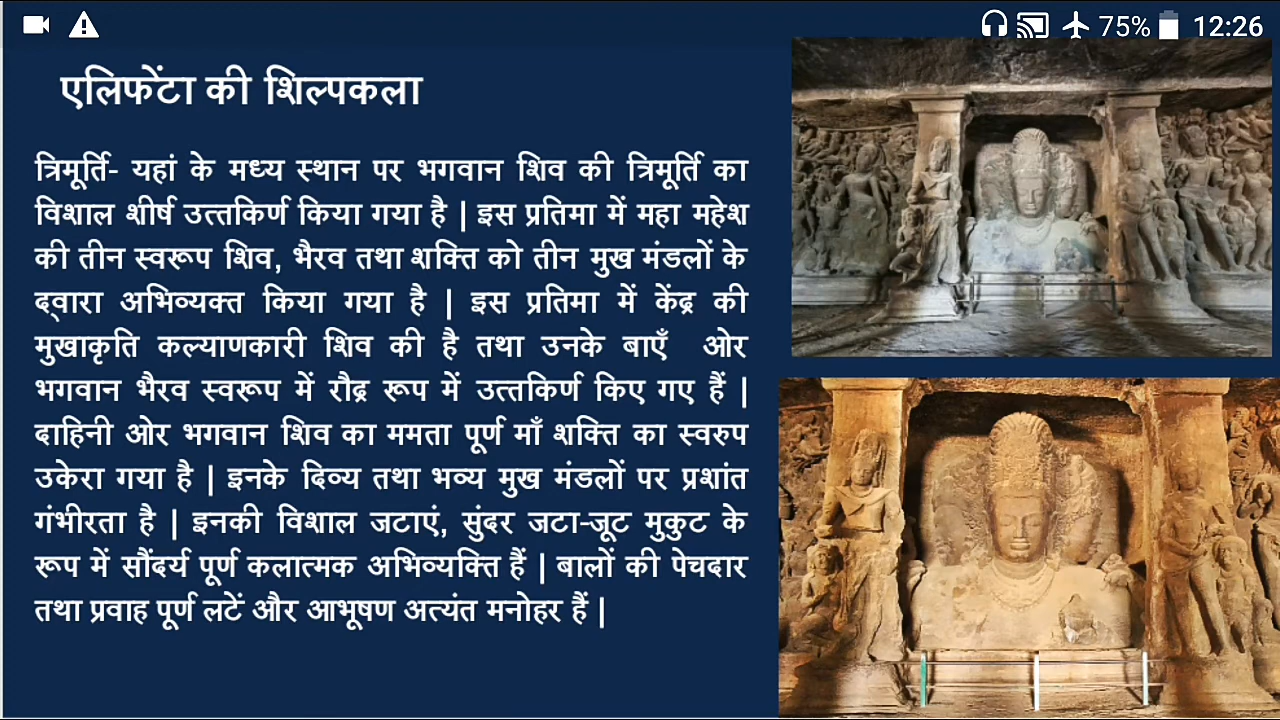 75% 12:26
एलिफेंटा की शिल्पकला
त्रिमूर्ति- यहां के मध्य स्थान पर भगवान शिव की त्रिमूर्ति का
विशाल शीर्ष उत्तकिर्ण किया गया है | इस प्रतिमा में महा महेश
की तीन स्वरूप शिव, भैरव तथा शक्ति को तीन मुख मंडलों के
द्वारा अभिव्यक्त किया गया है | इस प्रतिमा में केंद्र की
मुखाकृति कल्याणकारी शिव की है तथा उनके बाएँ ओर
भगवान भैरव स्वरूप में रौद्र रूप में उत्तकिर्ण किए गए हैं |
दाहिनी ओर भगवान शिव का ममता पूर्ण माँ शक्ति का स्वरुप
उकेरा गया है | इनके दिव्य तथा भव्य मुख मंडलों पर प्रशांत
गंभीरता है | इनकी विशाल जटाएं, सुंदर जटा-जूट मुकुट के
रूप में सौंदर्य पूर्ण कलात्मक अभिव्यक्ति हैं | बालों की पेचदार
तथा प्रवाह पूर्ण लटें और आभूषण अत्यंत मनोहर हैं |